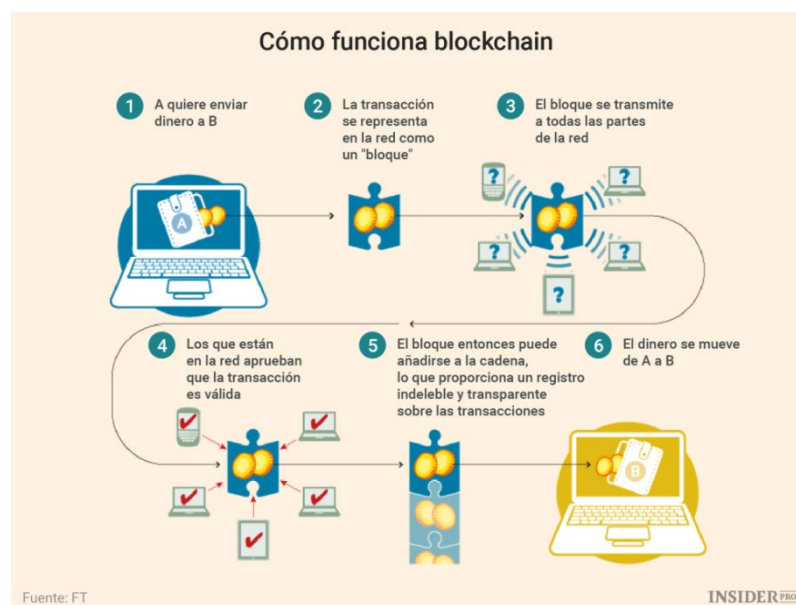 Cómo funciona blockchain
1
A quiere enviar
dinero a B
2
La transacción
se representa
en la red como
un "bloque"
3
El bloque se transmite
a todas las partes
de la red
A
?
?
?
?
?
4
Los que están
en la red aprueban
que la transacción
es válida
5
El bloque entonces puede
añadirse a la cadena,
lo que proporciona un registro
indeleble y transparente
sobre las transacciones
6
El dinero se mueve
de A a B
B
Fuente: FT
INSIDER PRO